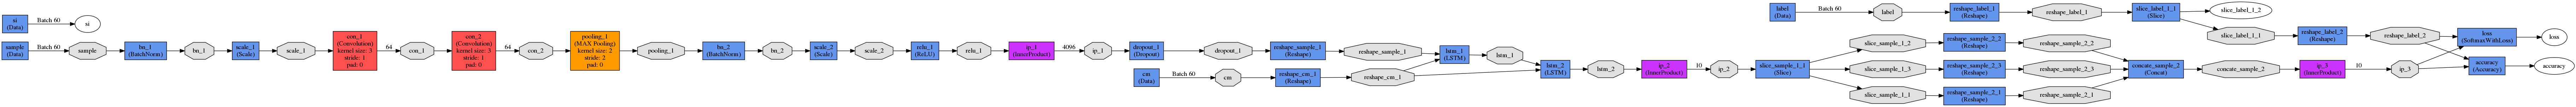 si
(Data)
Batch 60
si
sample
(Data)
Batch 60
sample
bn_1
(BatchNorm)
bn_1
scale_1
(Scale)
scale_1
con_1
(Convolution)
kernel size: 3
stride: 1
pad: 0
64
con_1
con_2
(Convolution)
kernel size: 3
stride: 1
pad: 0
64
con_2
pooling_1
(MAX Pooling)
kernel size: 2
stride: 2
pad: 0
pooling_1
bn_2
(BatchNorm)
bn_2
scale_2
(Scale)
scale_2
relu_1
(ReLU)
relu_1
ip_1
(InnerProduct)
4096
ip_1
dropout_1
(Dropout)
dropout_1
reshape_sample_1
(Reshape)
reshape_sample_1
cm
(Data)
Batch 60
cm
reshape_cm_1
(Reshape)
reshape_cm_1
lstm_1
(LSTM)
lstm_1
lstm_2
(LSTM)
lstm_2
ip_2
(InnerProduct)
10
ip_2
slice_sample_1_1
(Slice)
slice_sample_1_2
slice_sample_1_3
slice_sample_1_1
reshape_sample_2_2
(Reshape)
reshape_sample_2_2
reshape_sample_2_3
(Reshape)
reshape_sample_2_3
reshape_sample_2_1
(Reshape)
reshape_sample_2_1
concate_sample_2
(Concat)
concate_sample_2
ip_3
(InnerProduct)
10
ip_3
label
(Data)
Batch 60
label
reshape_label_1
(Reshape)
reshape_label_1
slice_label_1_1
(Slice)
slice_label_1_2
slice_label_1_1
reshape_label_2
(Reshape)
reshape_label_2
loss
(SoftmaxWithLoss)
loss
accuracy
(Accuracy)
accuracy